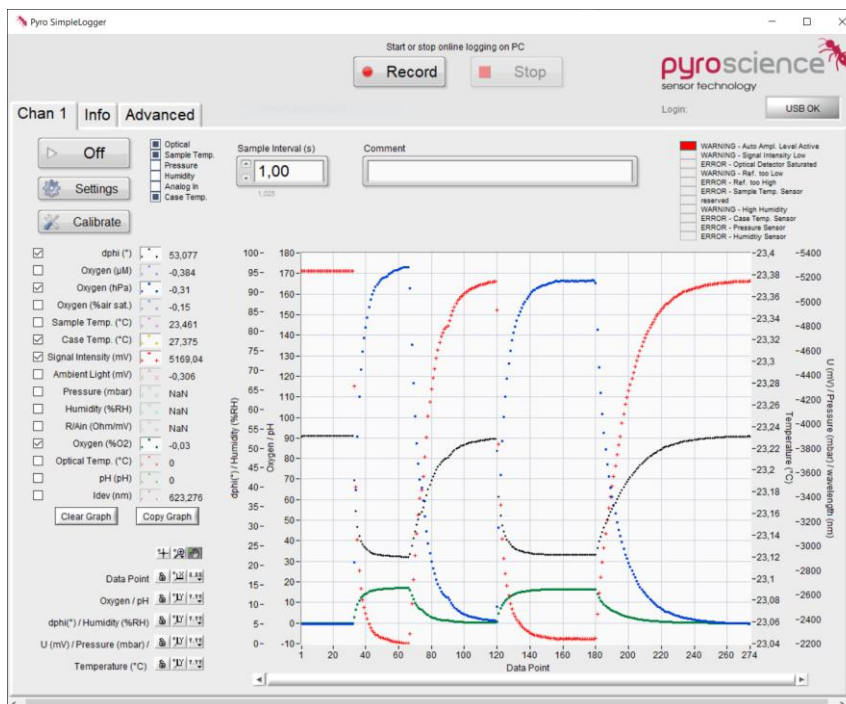 Pyro SimpleLogger
Start or stop online logging on PC
Record
Stop
pyroscience
sensor technology
Login:
USB OK
Chan 1
Info
Advanced
Off
Settings
Calibrate
Optical
Sample Temp.
Pressure
Humidity
Analog In
Case Temp.
Sample Interval (s)
1,00
1,025
Comment
WARNING - Auto Ampl. Level Active
WARNING - Signal Intensity Low
ERROR - Optical Detector Saturated
WARNING - Ref. too Low
ERROR - Ref. too High
ERROR - Sample Temp. Sensor
reserved
WARNING - High Humidity
ERROR - Case Temp. Sensor
ERROR - Pressure Sensor
ERROR - Humidtiy Sensor
dphi (°) 53,077
Oxygen (µM) -0,384
Oxygen (hPa) -0,31
Oxygen (%air sat.) -0,15
Sample Temp. (°C) 23,461
Case Temp. (°C) 27,375
Signal Intensity (mV) 5169,04
Ambient Light (mV) -0,306
Pressure (mbar) NaN
Humidity (%RH) NaN
R/Ain (Ohm/mV) NaN
Oxygen (%O2) -0,03
Optical Temp. (°C) 0
pH (pH) 0
ldev (nm) 623,276
Clear Graph
Copy Graph
Data Point
Oxygen / pH
dphi(°) / Humidity (%RH)
U (mV) / Pressure (mbar) /
Temperature (°C)
dphi(°) / Humidity (%RH)
100-
95-
90-
85-
80-
75-
70-
65-
60-
55-
50-
45-
40-
35-
30-
25-
20-
15-
10-
5-
0-
Oxygen / pH
180-
170-
160-
150-
140-
130-
120-
110-
100-
90-
80-
70-
60-
50-
40-
30-
20-
10-
0-
-10-
1 20 40 60 80 100 120 140 160 180 200 220 240 260 274
Data Point
-23,4
-23,38
-23,36
-23,34
-23,32
-23,3
-23,28
-23,26
-23,24
-23,22
-23,2
-23,18
-23,16
-23,14
-23,12
-23,1
-23,08
-23,06
-23,04
Temperature (°C)
-5400
-5200
-5000
-4800
-4600
-4400
-4200
-4000
-3800
-3600
-3400
-3200
-3000
-2800
-2600
-2400
-2200
U (mV) / Pressure (mbar) / wavelength (nm)